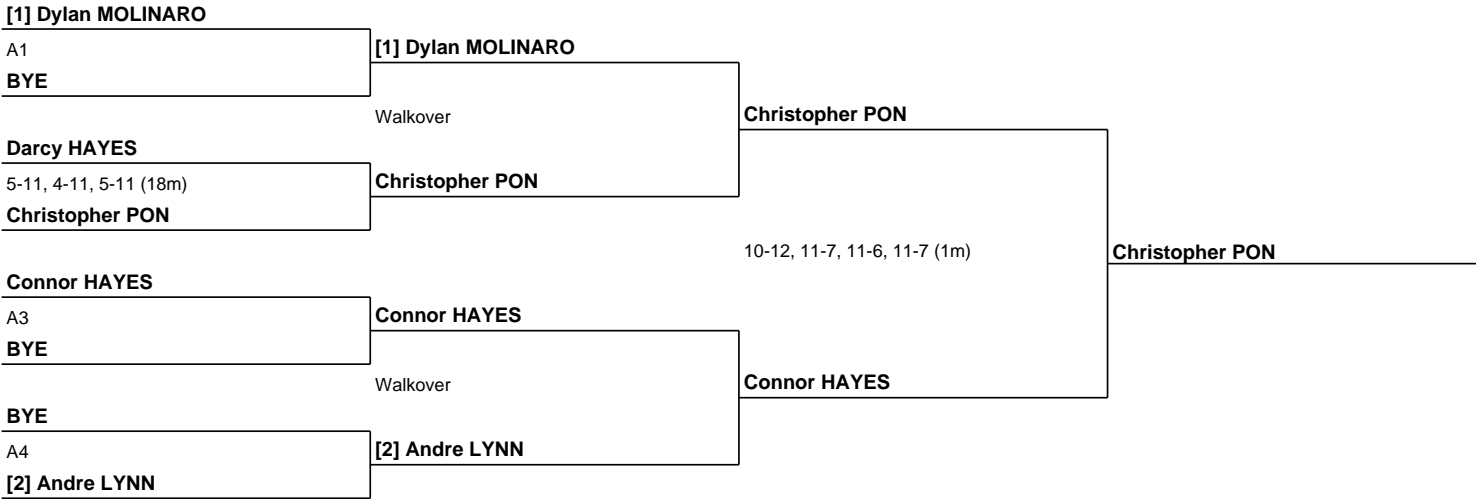 [1] Dylan MOLINARO
A1
BYE
[1] Dylan MOLINARO
Walkover
Christopher PON
Darcy HAYES
5-11, 4-11, 5-11 (18m)
Christopher PON
Christopher PON
10-12, 11-7, 11-6, 11-7 (1m)
Christopher PON
Connor HAYES
A3
BYE
Connor HAYES
Walkover
Connor HAYES
BYE
A4
[2] Andre LYNN
[2] Andre LYNN